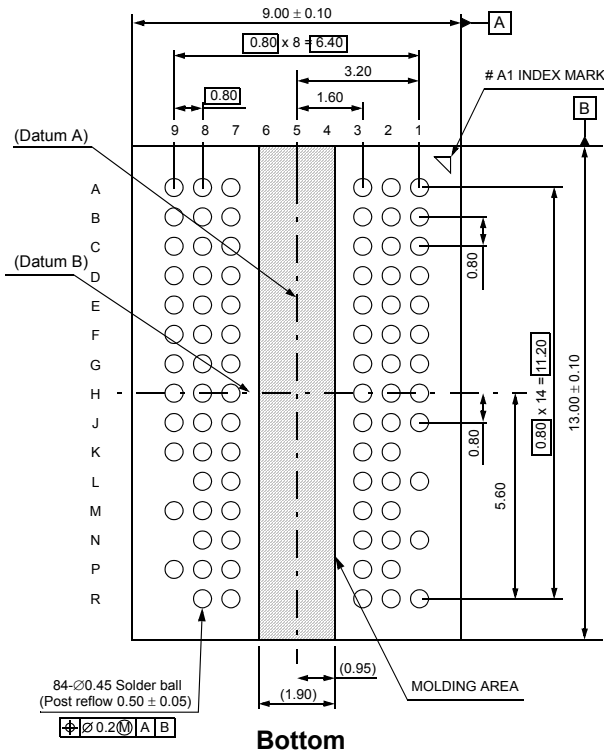 9.00 ± 0.10
A
0.80 x 8 = 6.40
3.20
# A1 INDEX MARK
0.80
1.60
B
(Datum A)
9 8 7 6 5 4 3 2 1
A
B
C
0.80
(Datum B)
D
E
F
G
H
J
0.80
K
L
M
N
P
R
5.60
0.80 x 14 = 11.20
13.00 ± 0.10
(0.95)
84-∅0.45 Solder ball
(Post reflow 0.50 ± 0.05)
(1.90)
MOLDING AREA
⌖ ∅ 0.2 Ⓜ A B
Bottom